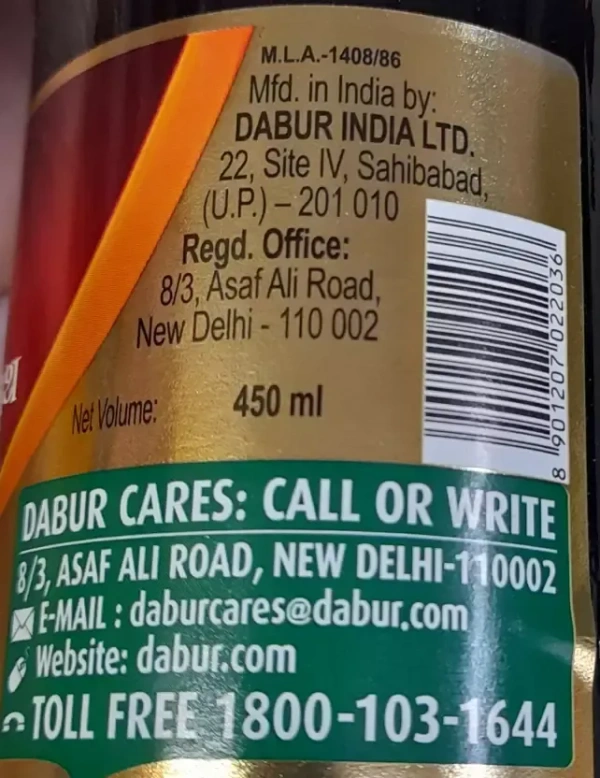 M.L.A.-1408/86
Mfd. in India by:
DABUR INDIA LTD.
22, Site IV, Sahibabad,
(U.P.) – 201 010
Regd. Office:
8/3, Asaf Ali Road,
New Delhi - 110 002
Net Volume: 450 ml
8 901207 022036
DABUR CARES: CALL OR WRITE
8/3, ASAF ALI ROAD, NEW DELHI-110002
E-MAIL : daburcares@dabur.com
Website: dabur.com
TOLL FREE 1800-103-1644